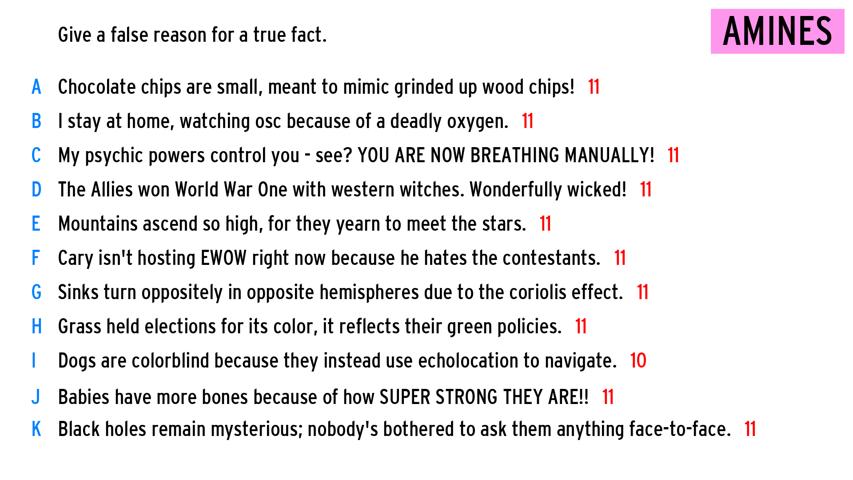 Give a false reason for a true fact.
AMINES
A Chocolate chips are small, meant to mimic grinded up wood chips! 11
B I stay at home, watching osc because of a deadly oxygen. 11
C My psychic powers control you - see? YOU ARE NOW BREATHING MANUALLY! 11
D The Allies won World War One with western witches. Wonderfully wicked! 11
E Mountains ascend so high, for they yearn to meet the stars. 11
F Cary isn't hosting EWOW right now because he hates the contestants. 11
G Sinks turn oppositely in opposite hemispheres due to the coriolis effect. 11
H Grass held elections for its color, it reflects their green policies. 11
I Dogs are colorblind because they instead use echolocation to navigate. 10
J Babies have more bones because of how SUPER STRONG THEY ARE!! 11
K Black holes remain mysterious; nobody's bothered to ask them anything face-to-face. 11